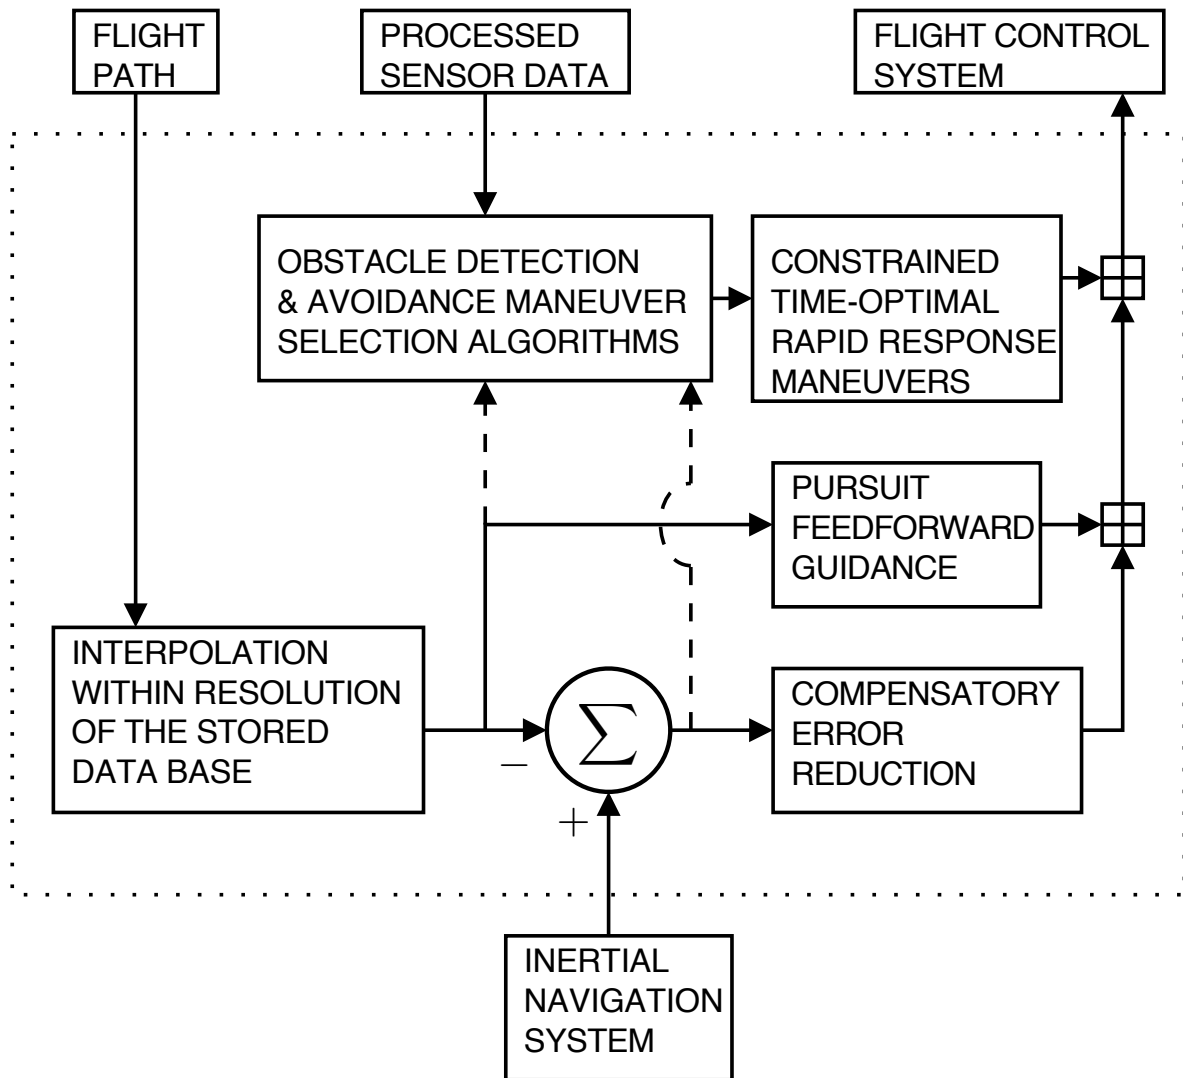 FLIGHT
PATH
PROCESSED
SENSOR DATA
FLIGHT CONTROL
SYSTEM
OBSTACLE DETECTION
& AVOIDANCE MANEUVER
SELECTION ALGORITHMS
CONSTRAINED
TIME-OPTIMAL
RAPID RESPONSE
MANEUVERS
PURSUIT
FEEDFORWARD
GUIDANCE
INTERPOLATION
WITHIN RESOLUTION
OF THE STORED
DATA BASE
−
∑
+
COMPENSATORY
ERROR
REDUCTION
INERTIAL
NAVIGATION
SYSTEM